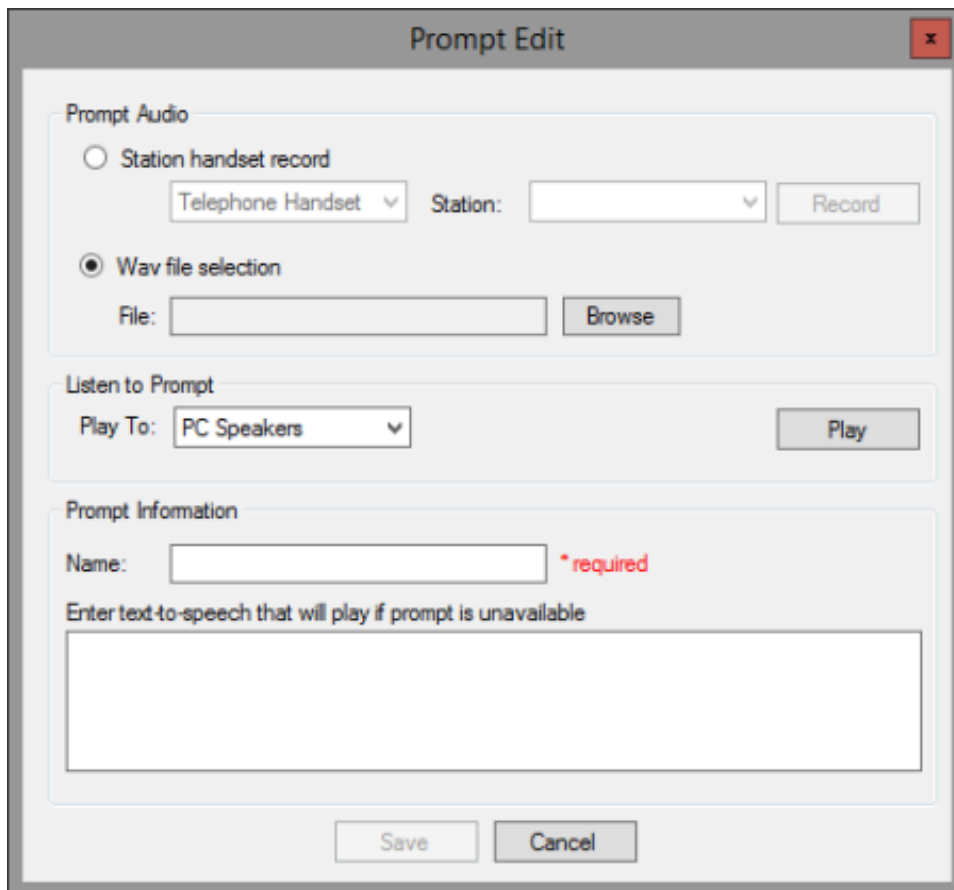 Prompt Edit
x
Prompt Audio
Station handset record
Telephone Handset Station: Record
Wav file selection
File: Browse
Listen to Prompt
Play To: PC Speakers Play
Prompt Information
Name: * required
Enter text-to-speech that will play if prompt is unavailable
Save Cancel